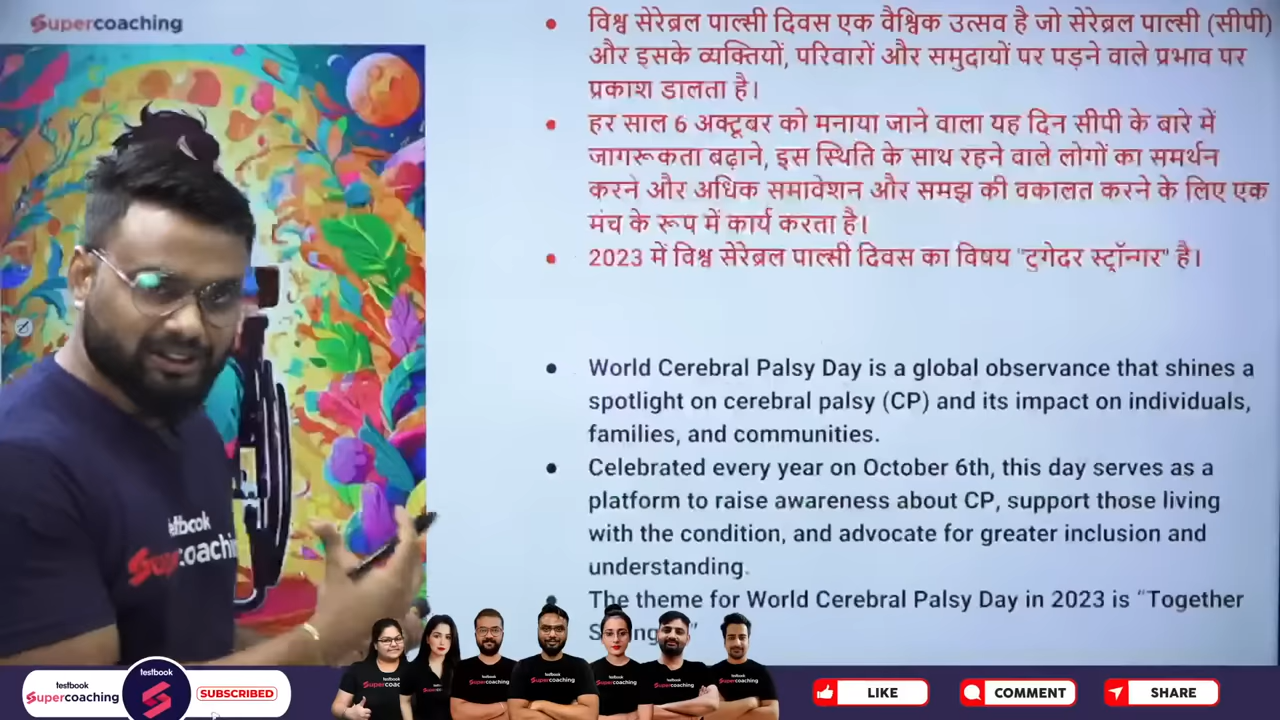 Supercoaching
विश्व सेरेब्रल पाल्सी दिवस एक वैश्विक उत्सव है जो सेरेब्रल पाल्सी (सीपी)
और इसके व्यक्तियों, परिवारों और समुदायों पर पड़ने वाले प्रभाव पर
प्रकाश डालता है।
हर साल 6 अक्टूबर को मनाया जाने वाला यह दिन सीपी के बारे में
जागरूकता बढ़ाने, इस स्थिति के साथ रहने वाले लोगों का समर्थन
करने और अधिक समावेशन और समझ की वकालत करने के लिए एक
मंच के रूप में कार्य करता है।
2023 में विश्व सेरेब्रल पाल्सी दिवस का विषय "टुगेदर स्ट्रॉन्गर" है।
World Cerebral Palsy Day is a global observance that shines a
spotlight on cerebral palsy (CP) and its impact on individuals,
families, and communities.
Celebrated every year on October 6th, this day serves as a
platform to raise awareness about CP, support those living
with the condition, and advocate for greater inclusion and
understanding.
The theme for World Cerebral Palsy Day in 2023 is “Together
testbook
Supercoaching
testbook
SUBSCRIBED
LIKE
COMMENT
SHARE